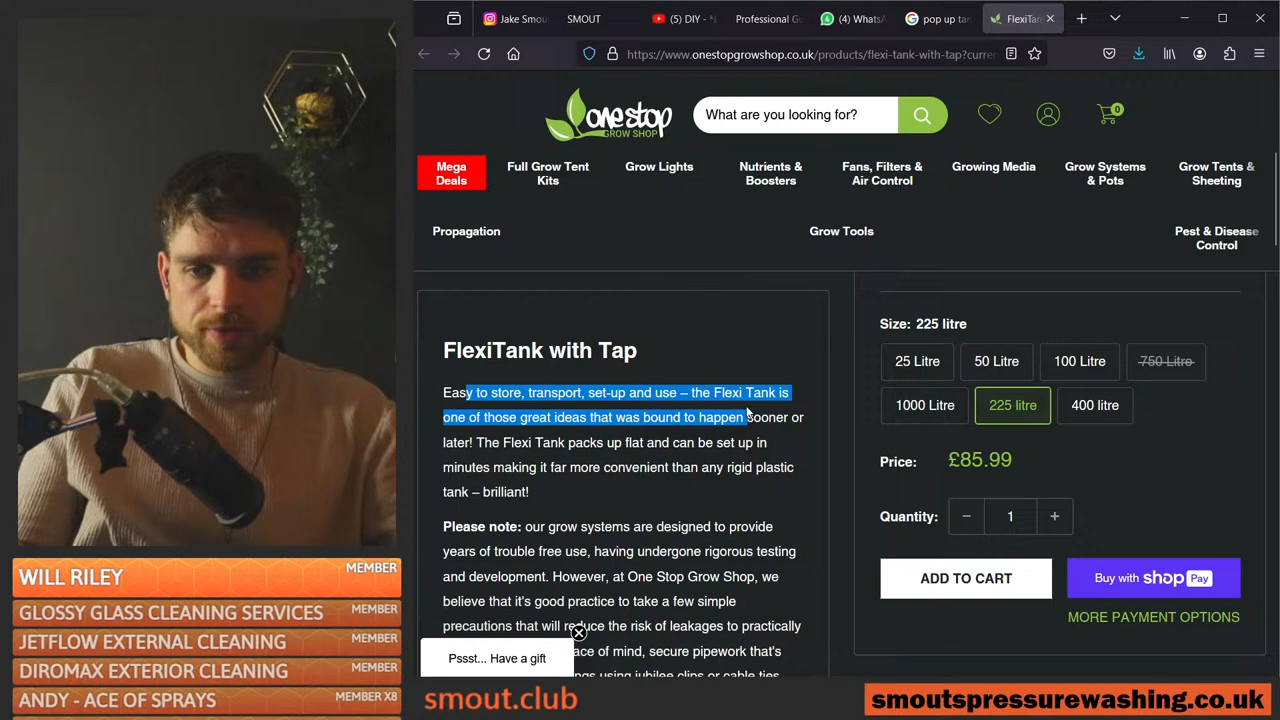 Jake Smout
SMOUT
(5) DIY -
Professional G
(4) WhatsA
pop up tan
FlexiTan
https://www.onestopgrowshop.co.uk/products/flexi-tank-with-tap?curre
one stop
GROW SHOP
What are you looking for?
0
Mega
Deals
Full Grow Tent
Kits
Grow Lights
Nutrients &
Boosters
Fans, Filters &
Air Control
Growing Media
Grow Systems
& Pots
Grow Tents &
Sheeting
Propagation
Grow Tools
Pest & Disease
Control
FlexiTank with Tap
Easy to store, transport, set-up and use – the Flexi Tank is
one of those great ideas that was bound to happen sooner or
later! The Flexi Tank packs up flat and can be set up in
minutes making it far more convenient than any rigid plastic
tank – brilliant!
Please note: our grow systems are designed to provide
years of trouble free use, having undergone rigorous testing
and development. However, at One Stop Grow Shop, we
believe that it's good practice to take a few simple
precautions that will reduce the risk of leakages to practically
ace of mind, secure pipework that's
ngs using jubilee clips or cable ties
Pssst... Have a gift
Size: 225 litre
25 Litre
50 Litre
100 Litre
750 Litre
1000 Litre
225 litre
400 litre
Price: £85.99
Quantity: − 1 +
ADD TO CART
Buy with shop Pay
MORE PAYMENT OPTIONS
WILL RILEY MEMBER
GLOSSY GLASS CLEANING SERVICES MEMBER
JETFLOW EXTERNAL CLEANING MEMBER
DIROMAX EXTERIOR CLEANING MEMBER
ANDY - ACE OF SPRAYS MEMBER X8
smout.club
smoutspressurewashing.co.uk